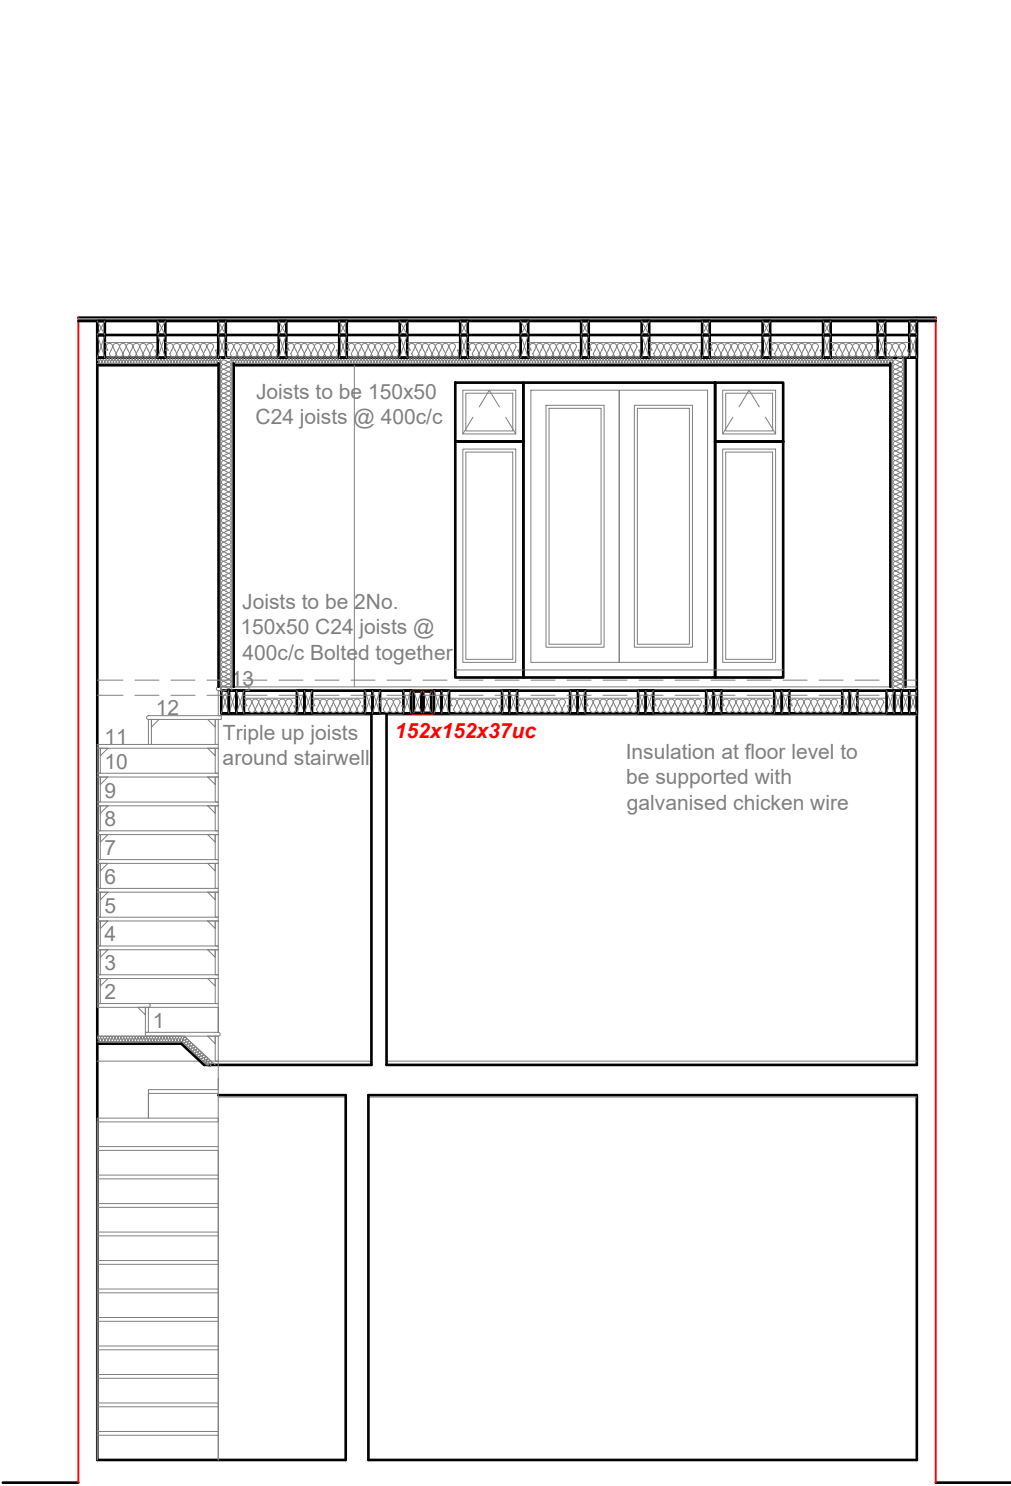 Joists to be 150x50
C24 joists @ 400c/c
Joists to be 2No.
150x50 C24 joists @
400c/c Bolted together
13
12
11
Triple up joists
around stairwell
152x152x37uc
Insulation at floor level to
be supported with
galvanised chicken wire
10
9
8
7
6
5
4
3
2
1